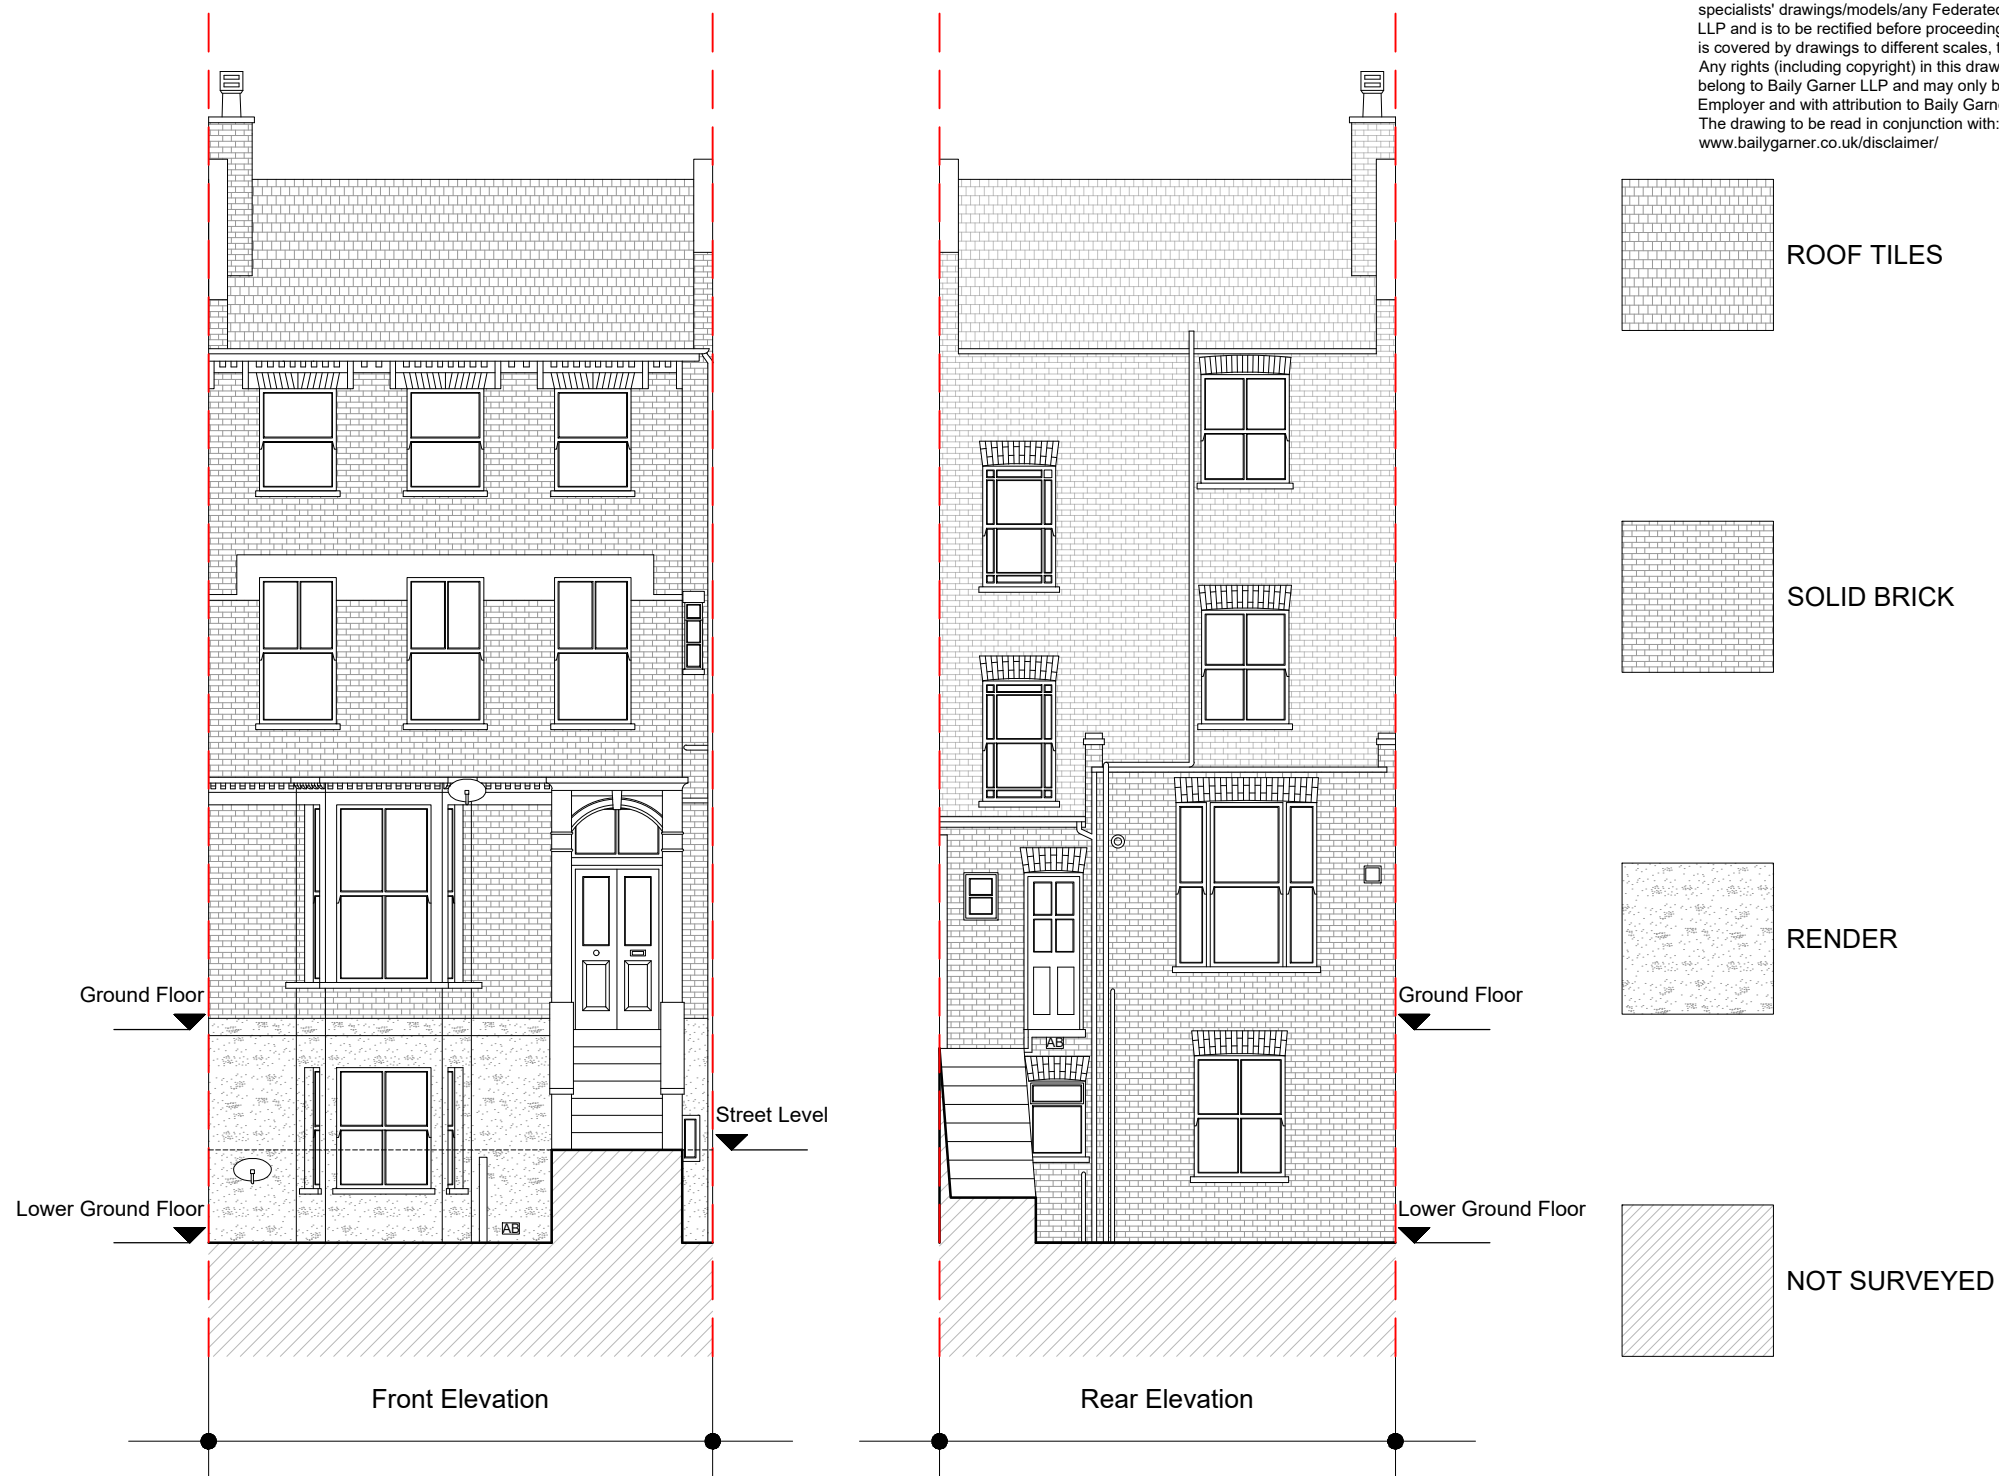 specialists' drawings/models/any Federated
LLP and is to be rectified before proceeding
is covered by drawings to different scales, t
Any rights (including copyright) in this draw
belong to Baily Garner LLP and may only b
Employer and with attribution to Baily Garn
The drawing to be read in conjunction with:
www.bailygarner.co.uk/disclaimer/
ROOF TILES
SOLID BRICK
RENDER
NOT SURVEYED
Ground Floor
Street Level
Lower Ground Floor
AB
Front Elevation
Ground Floor
AB
Lower Ground Floor
Rear Elevation